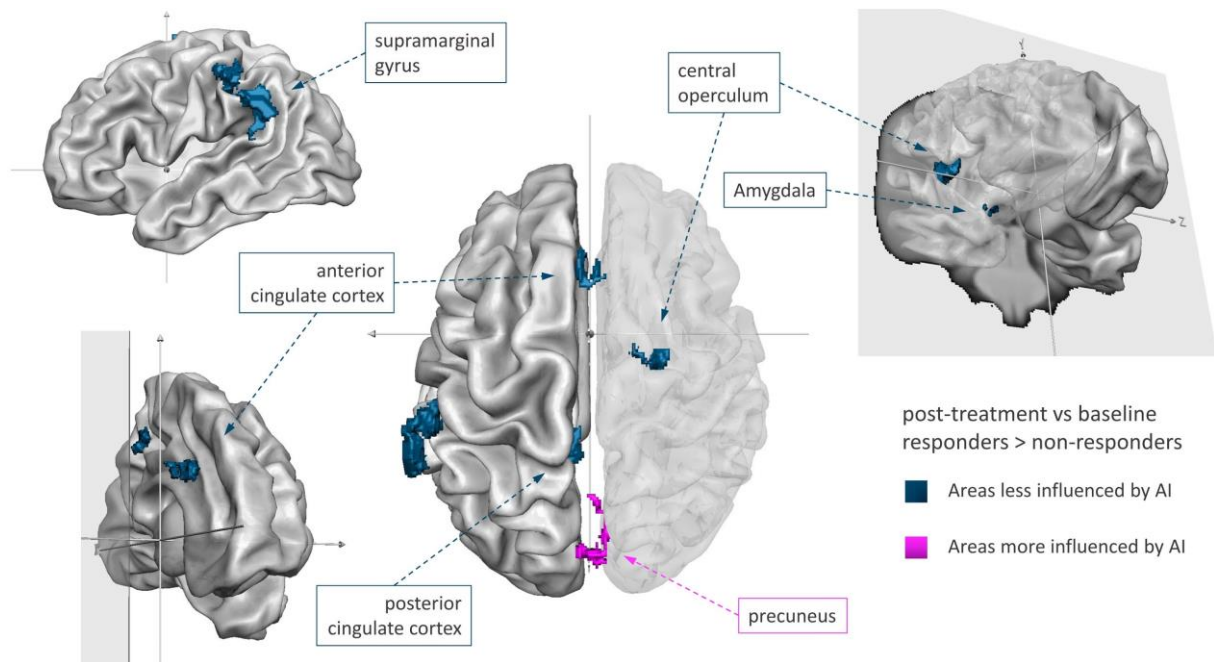 supramarginal
gyrus
central
operculum
Amygdala
anterior
cingulate cortex
posterior
cingulate cortex
precuneus
post-treatment vs baseline
responders > non-responders
Areas less influenced by AI
Areas more influenced by AI
Y
Z